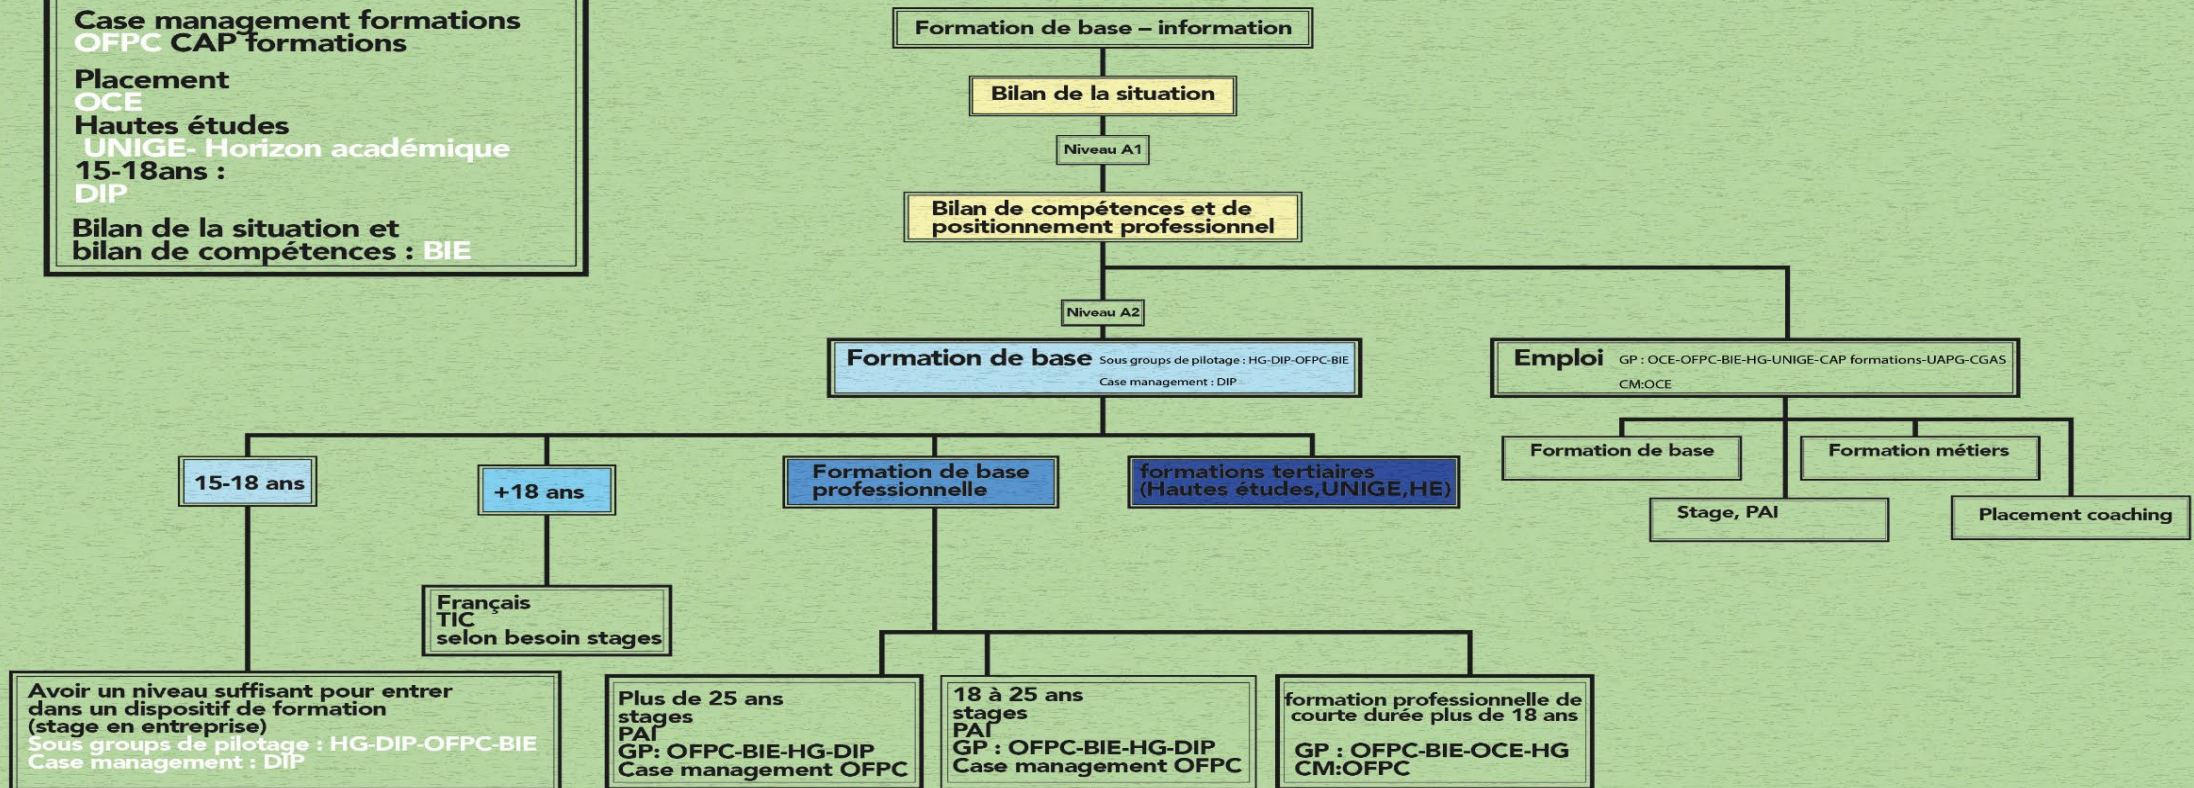 Case management formations
OFPC CAP formations
Placement
OCE
Hautes études
UNIGE- Horizon académique
15-18ans :
DIP
Bilan de la situation et
bilan de compétences : BIE
Formation de base – information
Bilan de la situation
Niveau A1
Bilan de compétences et de
positionnement professionnel
Niveau A2
Formation de base Sous groups de pilotage : HG-DIP-OFPC-BIE
Case management : DIP
Emploi GP : OCE-OFPC-BIE-HG-UNIGE-CAP formations-UAPG-CGAS
CM:OCE
15-18 ans
+18 ans
Formation de base
professionnelle
formations tertiaires
(Hautes études,UNIGE,HE)
Formation de base
Formation métiers
Stage, PAI
Placement coaching
Français
TIC
selon besoin stages
Avoir un niveau suffisant pour entrer
dans un dispositif de formation
(stage en entreprise)
Sous groups de pilotage : HG-DIP-OFPC-BIE
Case management : DIP
Plus de 25 ans
stages
PAI
GP: OFPC-BIE-HG-DIP
Case management OFPC
18 à 25 ans
stages
PAI
GP : OFPC-BIE-HG-DIP
Case management OFPC
formation professionnelle de
courte durée plus de 18 ans
GP : OFPC-BIE-OCE-HG
CM:OFPC